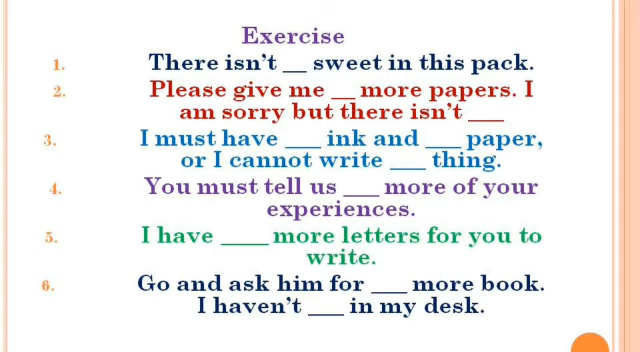 Exercise
1. There isn't __ sweet in this pack.
2. Please give me __ more papers. I
am sorry but there isn't ___
3. I must have ___ ink and ___ paper,
or I cannot write ___ thing.
4. You must tell us ___ more of your
experiences.
5. I have ____ more letters for you to
write.
6. Go and ask him for ___ more book.
I haven't ___ in my desk.